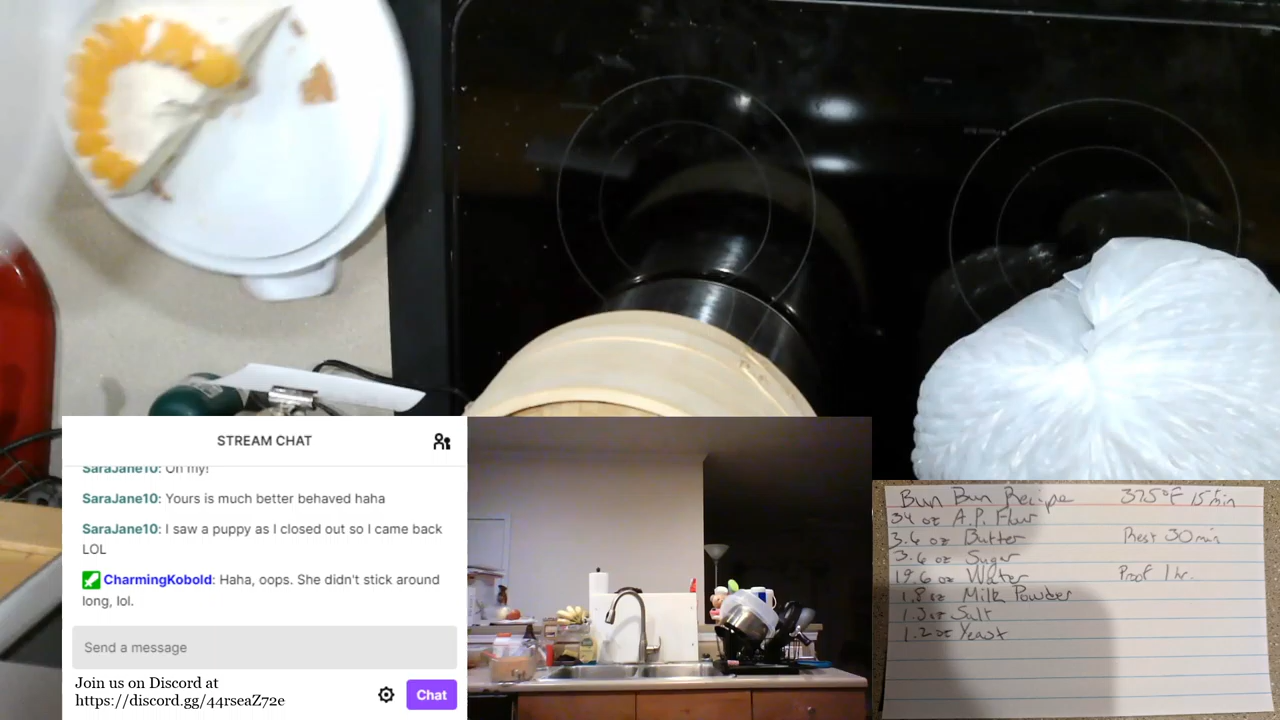 STREAM CHAT
SaraJane10: Oh my!
SaraJane10: Yours is much better behaved haha
SaraJane10: I saw a puppy as I closed out so I came back
LOL
CharmingKobold: Haha, oops. She didn't stick around
long, lol.
Send a message
Join us on Discord at
https://discord.gg/44rseaZ72e
Chat
Bun Bun Recipe 375°F 15 min
34 oz A.P. Flour
3.6 oz Butter Rest 30 min
3.6 oz Sugar
19.6 oz Water Proof 1 hr.
1.8 oz Milk Powder
oz Salt
1.2 oz Yeast